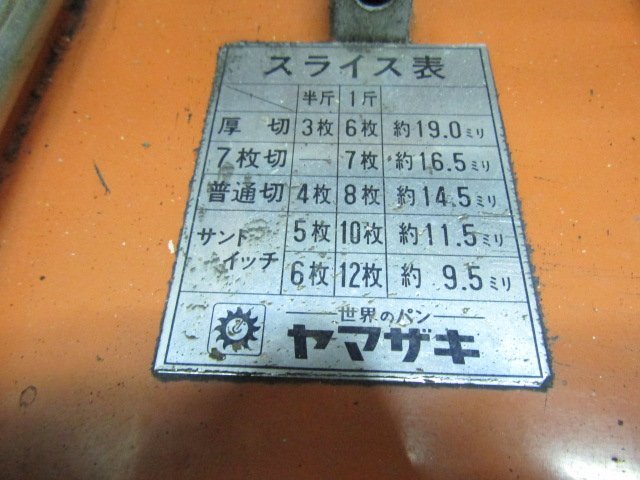 スライス表
半斤 1斤
厚切 3枚 6枚 約19.0ミリ
7枚切 — 7枚 約16.5ミリ
普通切 4枚 8枚 約14.5ミリ
サンドイッチ 5枚 10枚 約11.5ミリ
6枚 12枚 約9.5ミリ
世界のパン
ヤマザキ